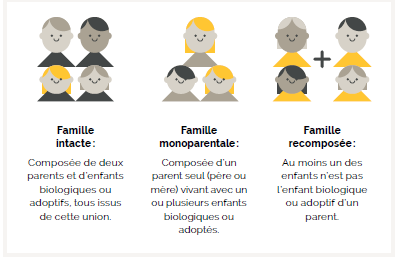 Famille
intacte :
Composée de deux
parents et d'enfants
biologiques ou
adoptifs, tous issus
de cette union.
Famille
monoparentale :
Composée d'un
parent seul (père ou
mère) vivant avec un
ou plusieurs enfants
biologiques ou
adoptés.
Famille
recomposée :
Au moins un des
enfants n'est pas
l'enfant biologique
ou adoptif d'un
parent.